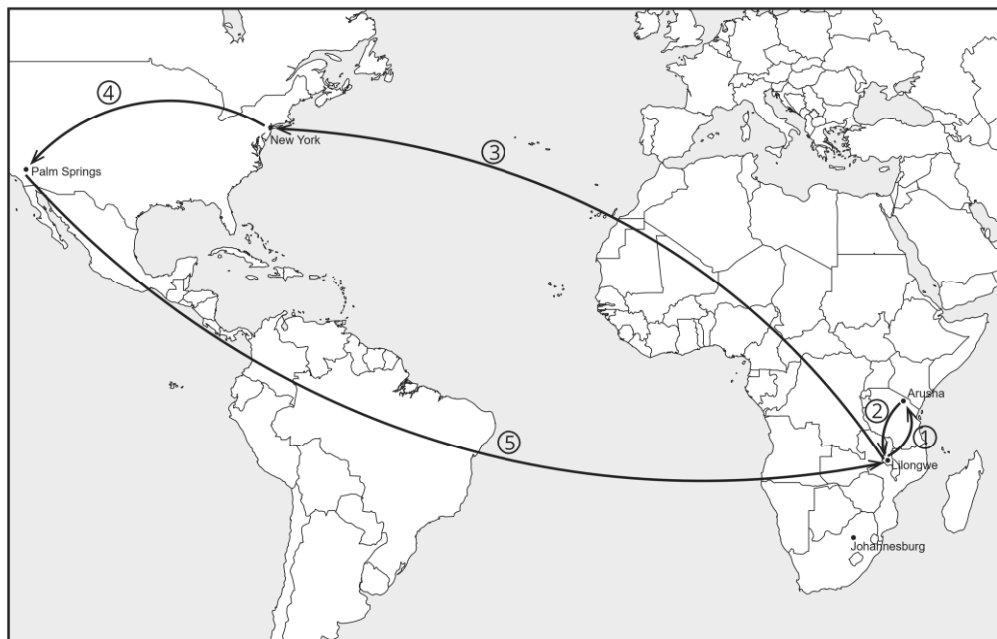 ④
New York
③
Palm Springs
Arusha
②
①
⑤
Lilongwe
Johannesburg